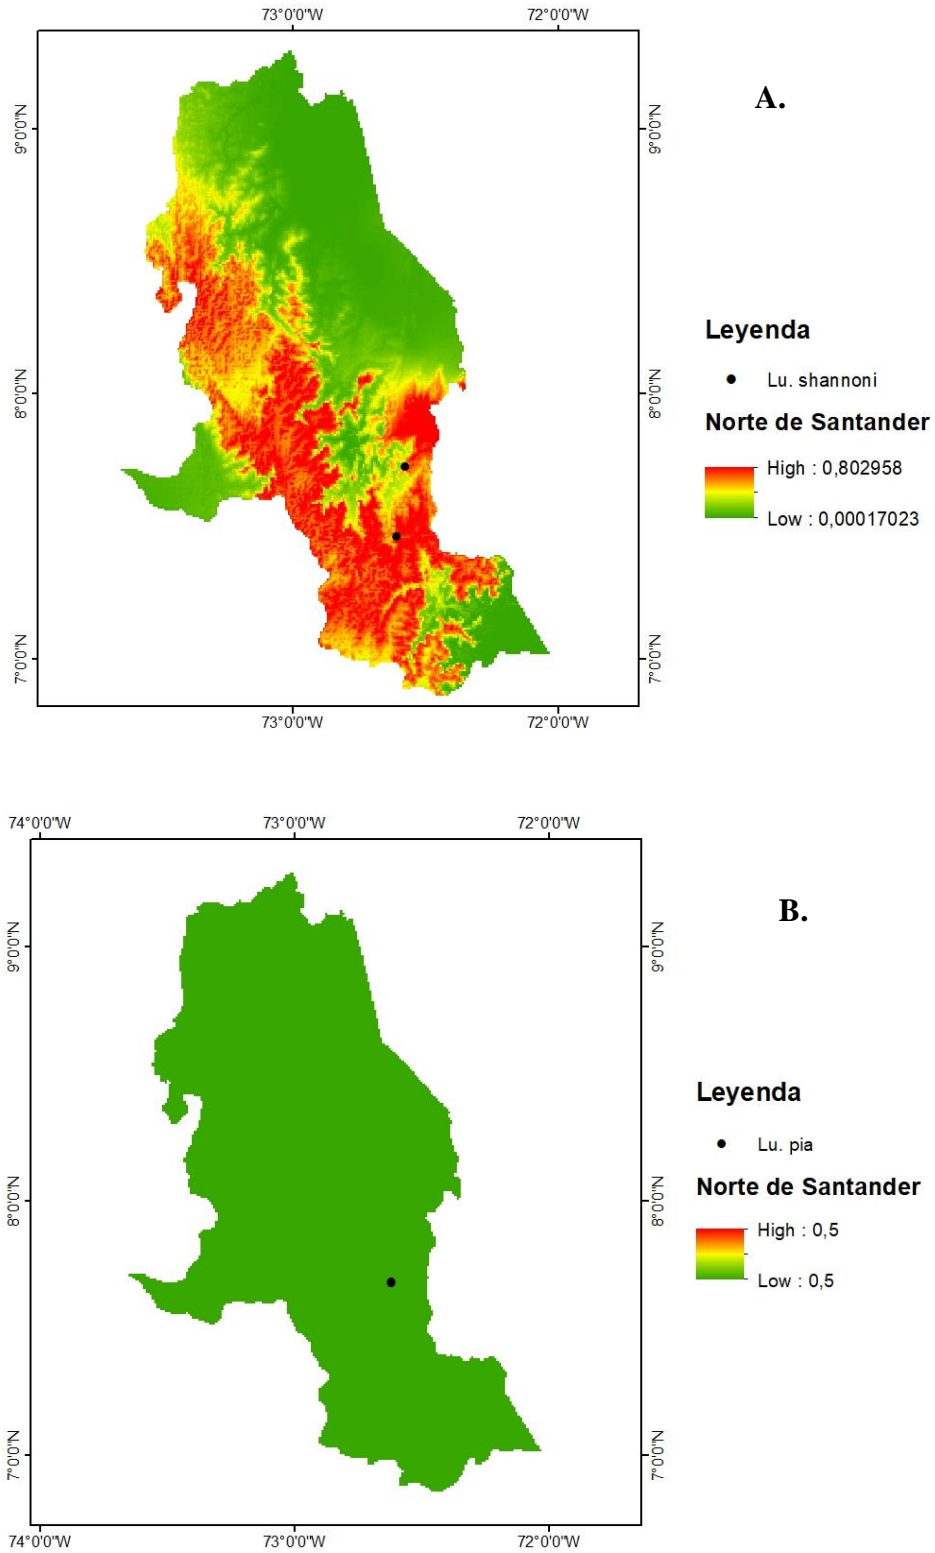 73°0'0"W 72°0'0"W
A.
9°0'0"N 9°0'0"N
Leyenda
Lu. shannoni
8°0'0"N 8°0'0"N
Norte de Santander
High : 0,802958
Low : 0,00017023
7°0'0"N 7°0'0"N
73°0'0"W 72°0'0"W
74°0'0"W 73°0'0"W 72°0'0"W
B.
9°0'0"N 9°0'0"N
Leyenda
Lu. pia
Norte de Santander
8°0'0"N 8°0'0"N
High : 0,5
Low : 0,5
7°0'0"N 7°0'0"N
74°0'0"W 73°0'0"W 72°0'0"W